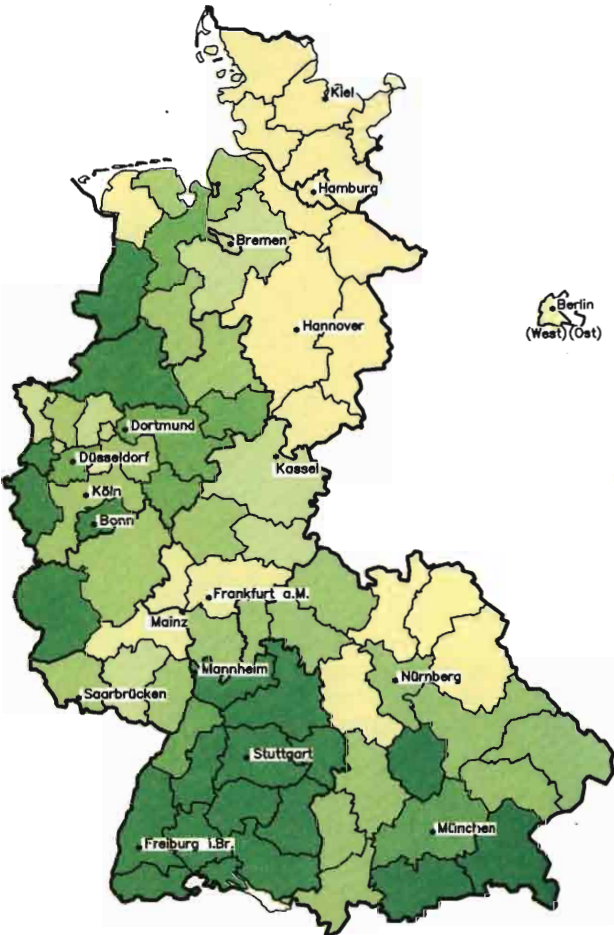 Kiel
Hamburg
Bremen
Berlin
(West)(Ost)
Hannover
Dortmund
Düsseldorf
Kassel
Köln
Bonn
Frankfurt a.M.
Mainz
Mannheim
Nürnberg
Saarbrücken
Stuttgart
München
Freiburg i.Br.